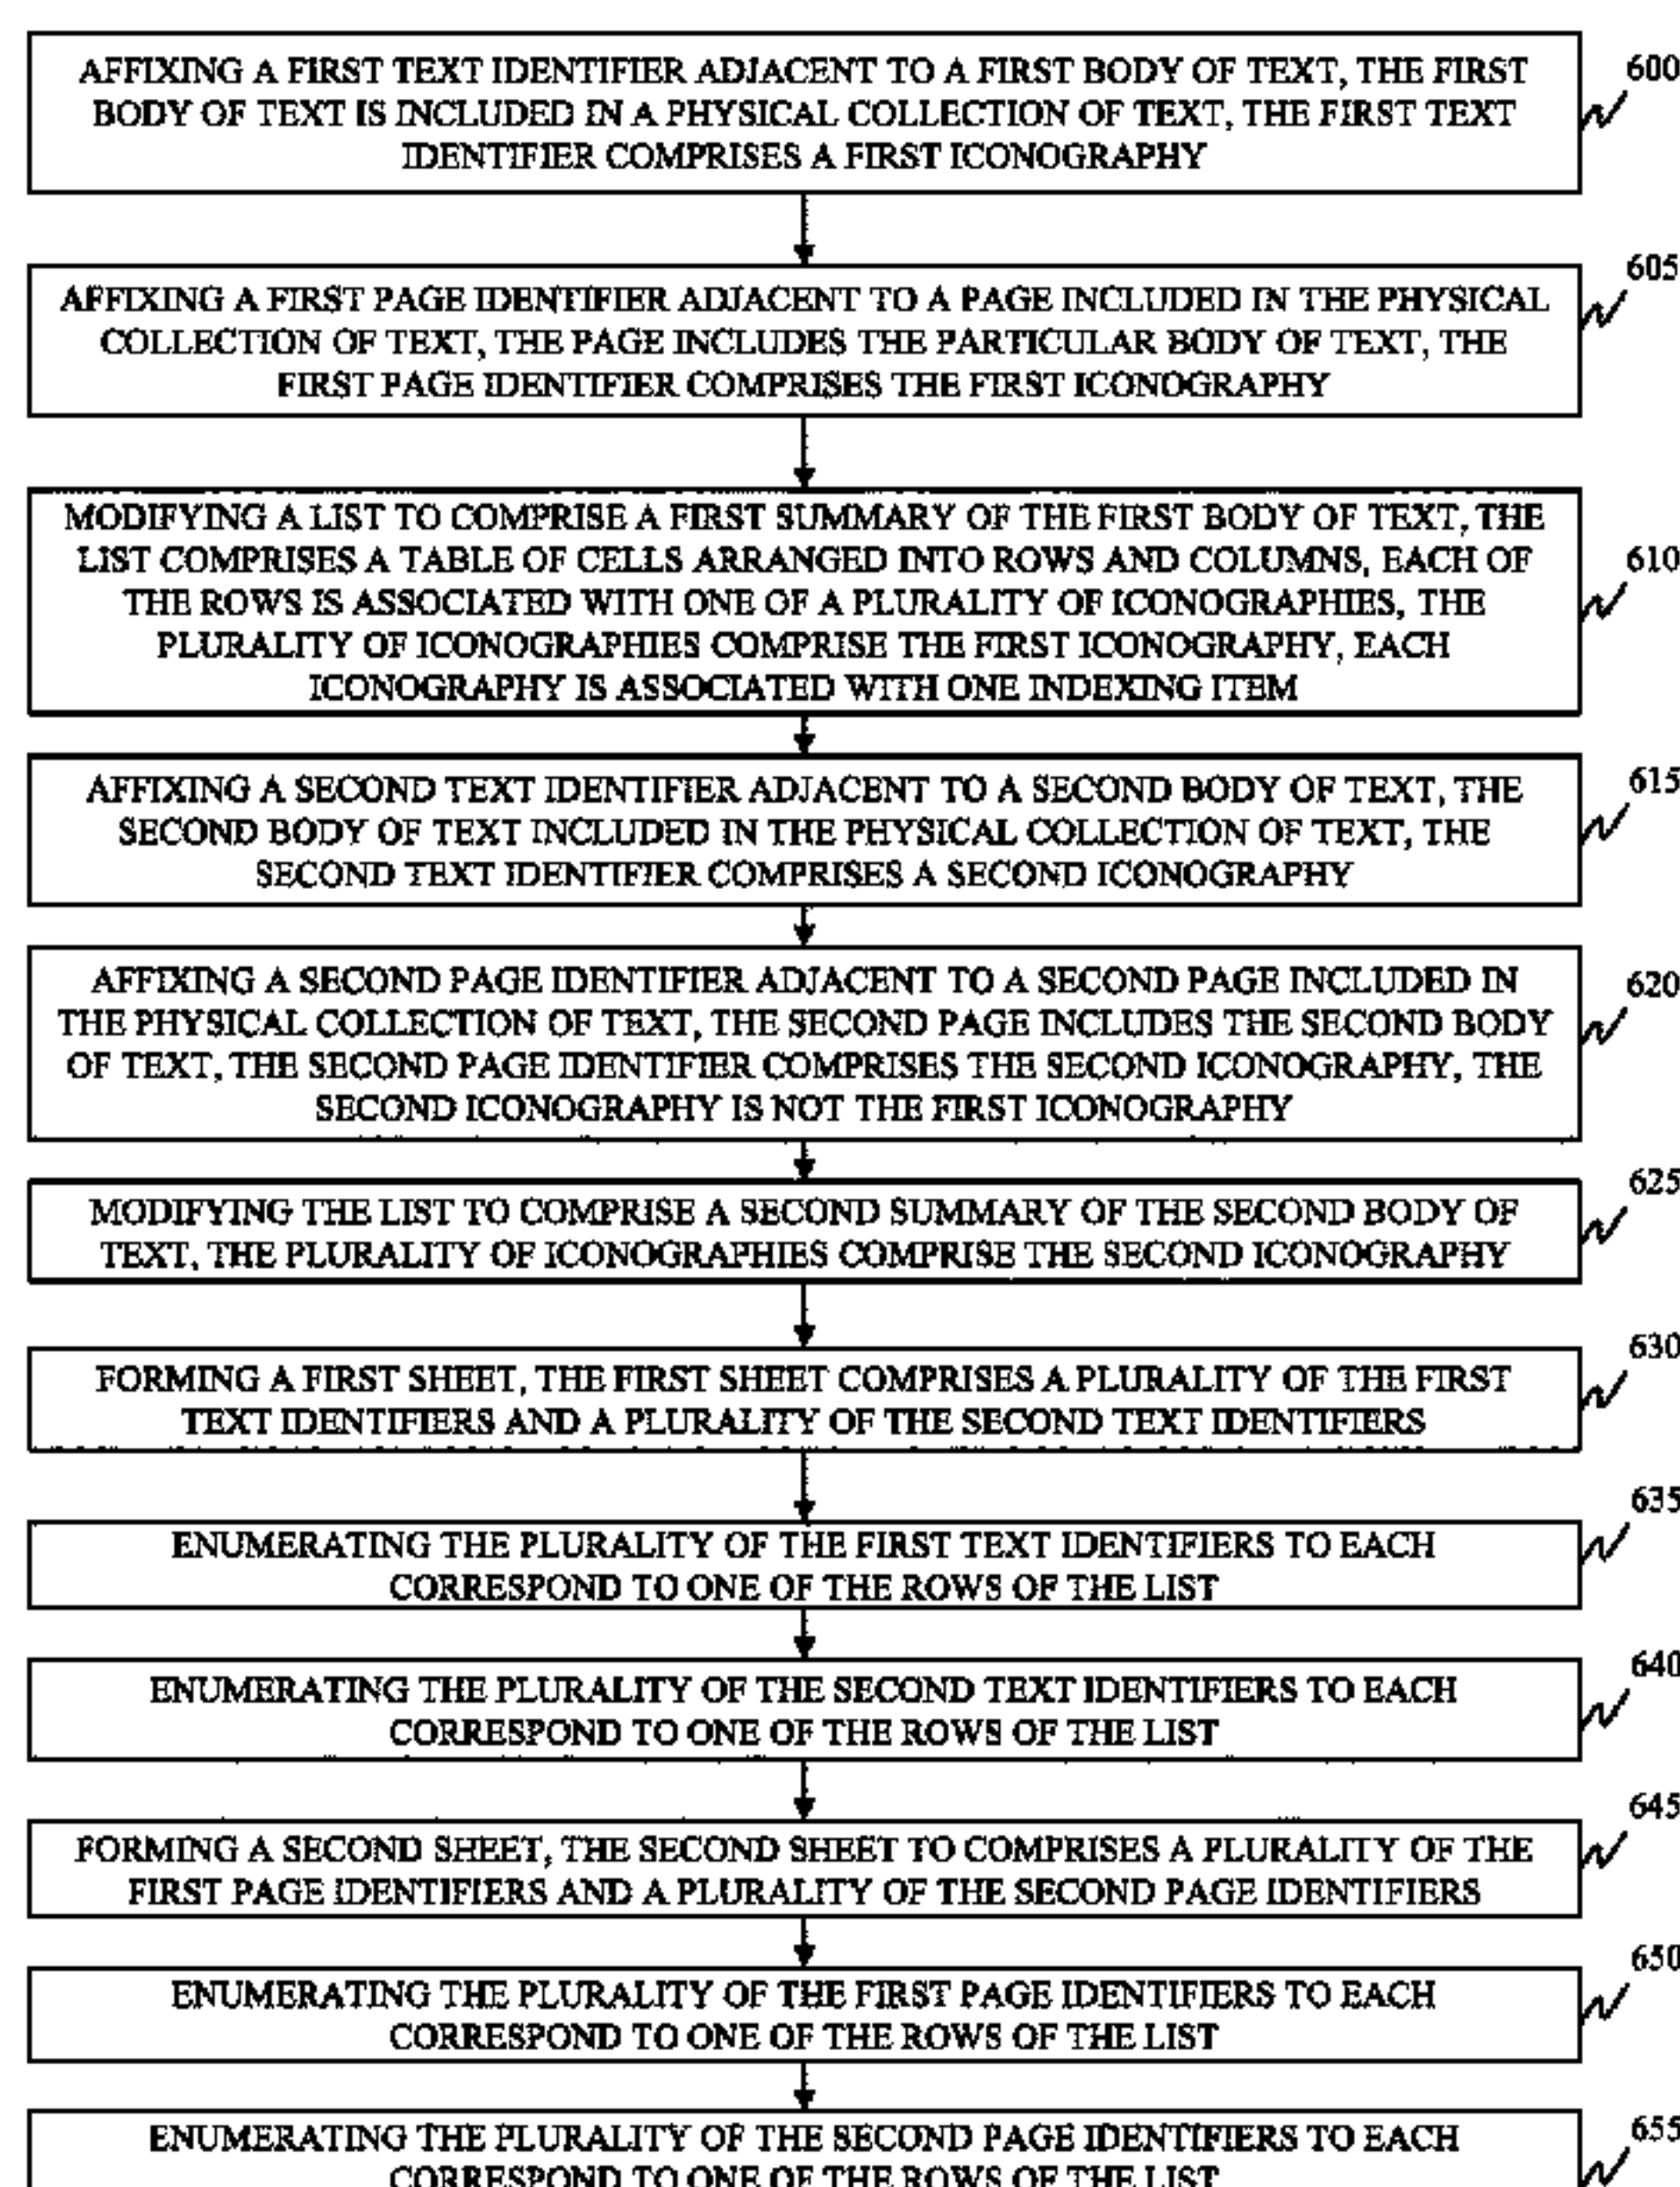 600
AFFIXING A FIRST TEXT IDENTIFIER ADJACENT TO A FIRST BODY OF TEXT, THE FIRST
BODY OF TEXT IS INCLUDED IN A PHYSICAL COLLECTION OF TEXT, THE FIRST TEXT
IDENTIFIER COMPRISES A FIRST ICONOGRAPHY
605
AFFIXING A FIRST PAGE IDENTIFIER ADJACENT TO A PAGE INCLUDED IN THE PHYSICAL
COLLECTION OF TEXT, THE PAGE INCLUDES THE PARTICULAR BODY OF TEXT, THE
FIRST PAGE IDENTIFIER COMPRISES THE FIRST ICONOGRAPHY
610
MODIFYING A LIST TO COMPRISE A FIRST SUMMARY OF THE FIRST BODY OF TEXT, THE
LIST COMPRISES A TABLE OF CELLS ARRANGED INTO ROWS AND COLUMNS, EACH OF
THE ROWS IS ASSOCIATED WITH ONE OF A PLURALITY OF ICONOGRAPHIES, THE
PLURALITY OF ICONOGRAPHIES COMPRISE THE FIRST ICONOGRAPHY, EACH
ICONOGRAPHY IS ASSOCIATED WITH ONE INDEXING ITEM
615
AFFIXING A SECOND TEXT IDENTIFIER ADJACENT TO A SECOND BODY OF TEXT, THE
SECOND BODY OF TEXT INCLUDED IN THE PHYSICAL COLLECTION OF TEXT, THE
SECOND TEXT IDENTIFIER COMPRISES A SECOND ICONOGRAPHY
620
AFFIXING A SECOND PAGE IDENTIFIER ADJACENT TO A SECOND PAGE INCLUDED IN
THE PHYSICAL COLLECTION OF TEXT, THE SECOND PAGE INCLUDES THE SECOND BODY
OF TEXT, THE SECOND PAGE IDENTIFIER COMPRISES THE SECOND ICONOGRAPHY, THE
SECOND ICONOGRAPHY IS NOT THE FIRST ICONOGRAPHY
625
MODIFYING THE LIST TO COMPRISE A SECOND SUMMARY OF THE SECOND BODY OF
TEXT, THE PLURALITY OF ICONOGRAPHIES COMPRISE THE SECOND ICONOGRAPHY
630
FORMING A FIRST SHEET, THE FIRST SHEET COMPRISES A PLURALITY OF THE FIRST
TEXT IDENTIFIERS AND A PLURALITY OF THE SECOND TEXT IDENTIFIERS
635
ENUMERATING THE PLURALITY OF THE FIRST TEXT IDENTIFIERS TO EACH
CORRESPOND TO ONE OF THE ROWS OF THE LIST
640
ENUMERATING THE PLURALITY OF THE SECOND TEXT IDENTIFIERS TO EACH
CORRESPOND TO ONE OF THE ROWS OF THE LIST
645
FORMING A SECOND SHEET, THE SECOND SHEET TO COMPRISES A PLURALITY OF THE
FIRST PAGE IDENTIFIERS AND A PLURALITY OF THE SECOND PAGE IDENTIFIERS
650
ENUMERATING THE PLURALITY OF THE FIRST PAGE IDENTIFIERS TO EACH
CORRESPOND TO ONE OF THE ROWS OF THE LIST
655
ENUMERATING THE PLURALITY OF THE SECOND PAGE IDENTIFIERS TO EACH
CORRESPOND TO ONE OF THE ROWS OF THE LIST